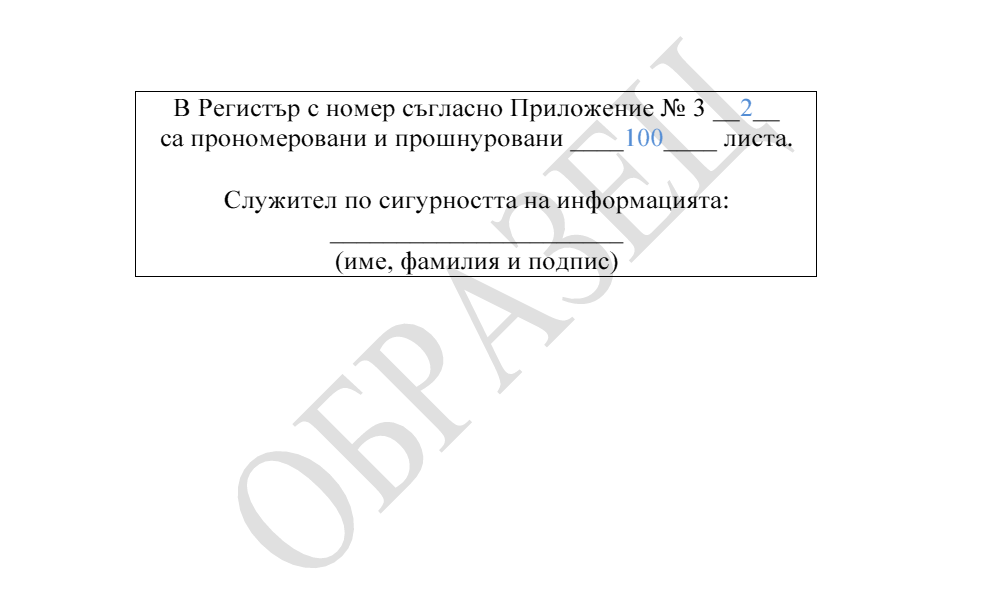 В Регистър с номер съгласно Приложение № 3 __2__
са прономеровани и прошнуровани ____100____ листа.
Служител по сигурността на информацията:
______________________
(име, фамилия и подпис)
ОБРАЗЕЦ